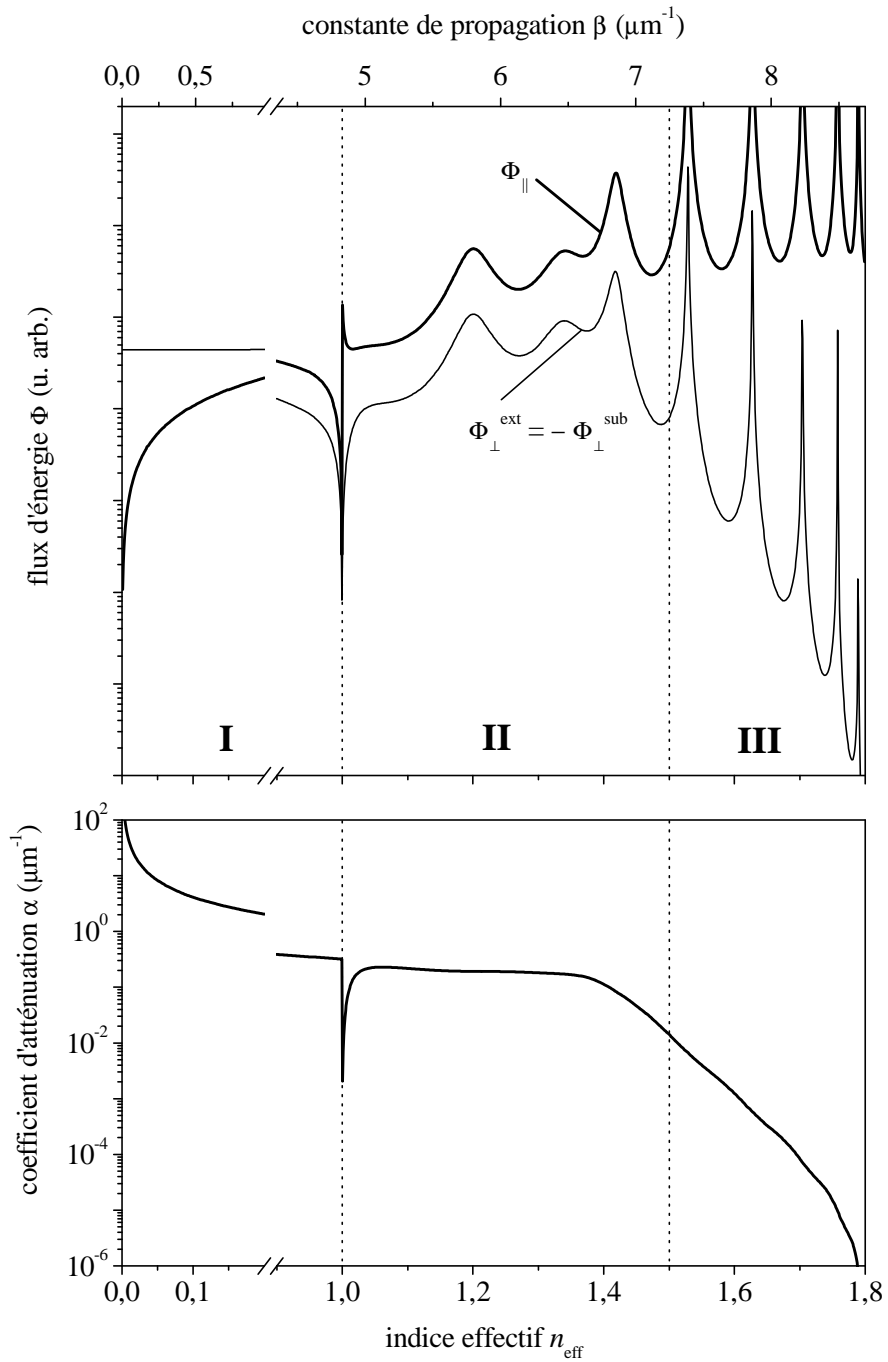 constante de propagation β (µm⁻¹)
0,0 0,5 5 6 7 8
flux d'énergie Φ (u. arb.)
Φ∥
Φ⊥ᵉˣᵗ = − Φ⊥ˢᵘᵇ
I II III
coefficient d'atténuation α (µm⁻¹)
10²
10⁰
10⁻²
10⁻⁴
10⁻⁶
0,0 0,1 1,0 1,2 1,4 1,6 1,8
indice effectif n_eff